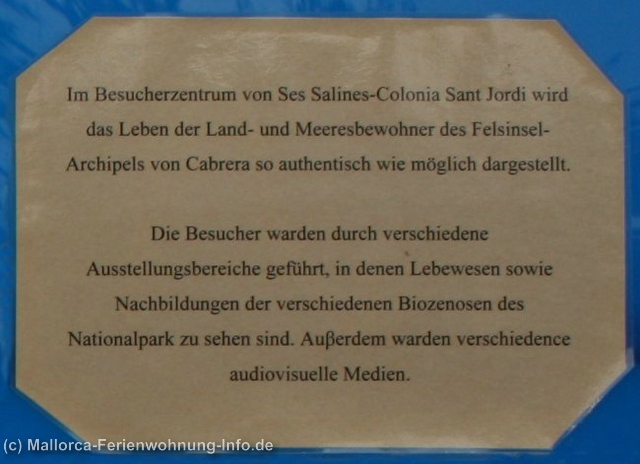 Im Besucherzentrum von Ses Salines-Colonia Sant Jordi wird
das Leben der Land- und Meeresbewohner des Felsinsel-
Archipels von Cabrera so authentisch wie möglich dargestellt.
Die Besucher warden durch verschiedene
Ausstellungsbereiche geführt, in denen Lebewesen sowie
Nachbildungen der verschiedenen Biozenosen des
Nationalpark zu sehen sind. Auβerdem warden verschiedence
audiovisuelle Medien.
(c) Mallorca-Ferienwohnung-Info.de